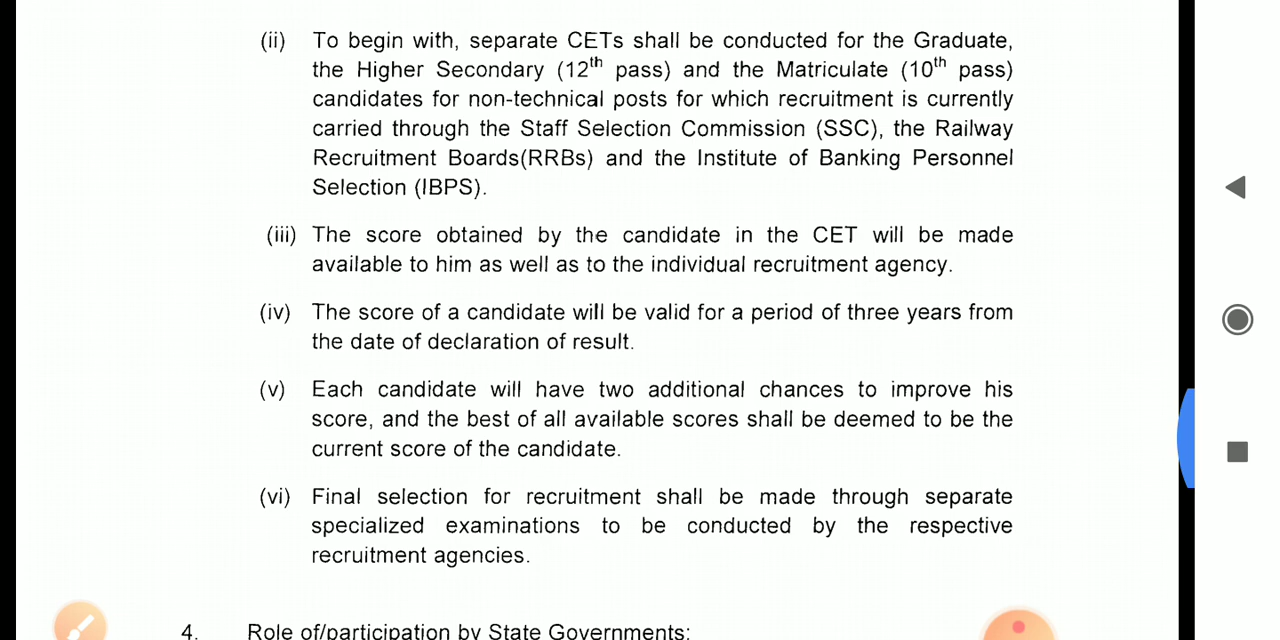 (ii) To begin with, separate CETs shall be conducted for the Graduate,
the Higher Secondary (12th pass) and the Matriculate (10th pass)
candidates for non-technical posts for which recruitment is currently
carried through the Staff Selection Commission (SSC), the Railway
Recruitment Boards(RRBs) and the Institute of Banking Personnel
Selection (IBPS).
(iii) The score obtained by the candidate in the CET will be made
available to him as well as to the individual recruitment agency.
(iv) The score of a candidate will be valid for a period of three years from
the date of declaration of result.
(v) Each candidate will have two additional chances to improve his
score, and the best of all available scores shall be deemed to be the
current score of the candidate.
(vi) Final selection for recruitment shall be made through separate
specialized examinations to be conducted by the respective
recruitment agencies.
4. Role of/participation by State Governments: